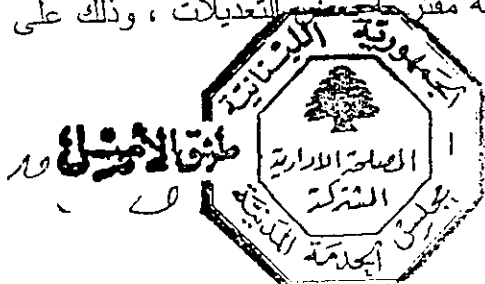 التعديلات ، وذلك على
الجمهورية اللبنانية
طبق الأصل
المصلحة الادارية
المشتركة
مجلس الخدمة المدنية